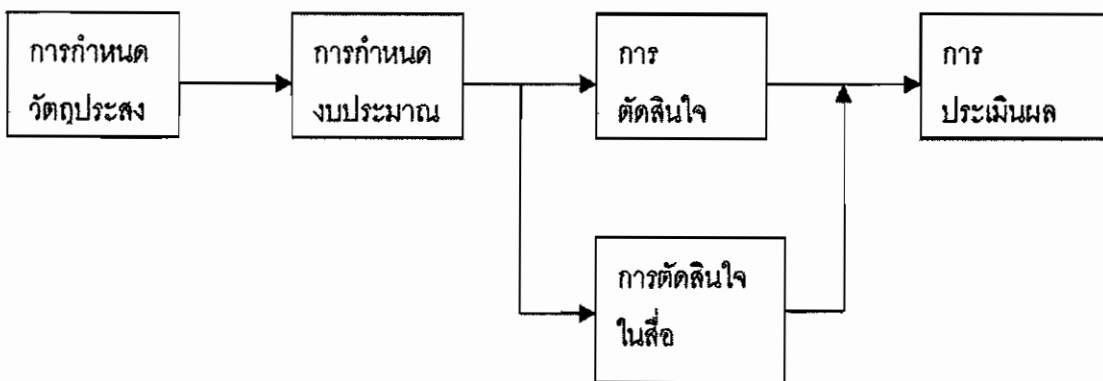 การกำหนด
วัตถุประสง
การกำหนด
งบประมาณ
การ
ตัดสินใจ
การ
ประเมินผล
การตัดสินใจ
ในสื่อ